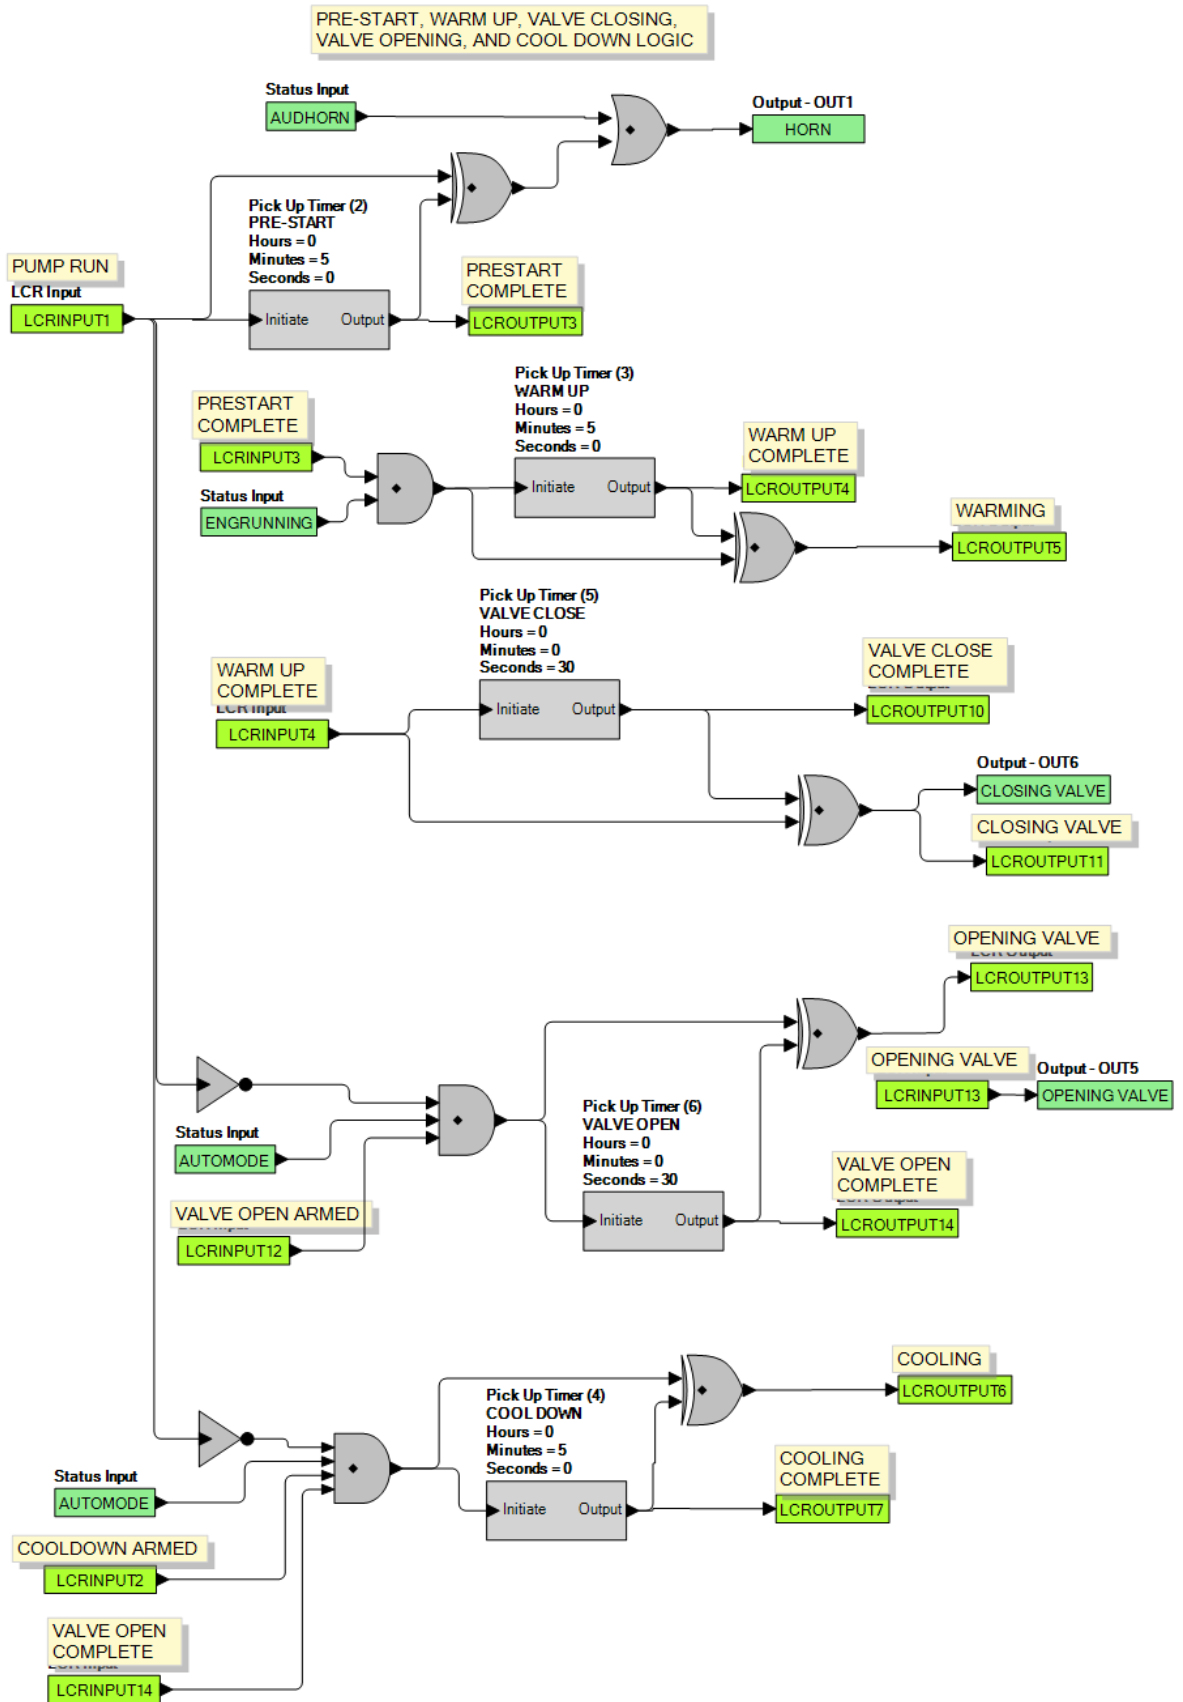 PRE-START, WARM UP, VALVE CLOSING,
VALVE OPENING, AND COOL DOWN LOGIC
Status Input
AUDHORN
Output - OUT1
HORN
Pick Up Timer (2)
PRE-START
Hours = 0
Minutes = 5
Seconds = 0
Initiate Output
PUMP RUN
LCR Input
LCRINPUT1
PRESTART
COMPLETE
LCROUTPUT3
PRESTART
COMPLETE
LCRINPUT3
Status Input
ENGRUNNING
Pick Up Timer (3)
WARM UP
Hours = 0
Minutes = 5
Seconds = 0
Initiate Output
WARM UP
COMPLETE
LCROUTPUT4
WARMING
LCROUTPUT5
Pick Up Timer (5)
VALVE CLOSE
Hours = 0
Minutes = 0
Seconds = 30
Initiate Output
WARM UP
COMPLETE
LCR Input
LCRINPUT4
VALVE CLOSE
COMPLETE
LCROUTPUT10
Output - OUT6
CLOSING VALVE
CLOSING VALVE
LCROUTPUT11
OPENING VALVE
LCR Output
LCROUTPUT13
OPENING VALVE
LCRINPUT13
Output - OUT5
OPENING VALVE
Status Input
AUTOMODE
VALVE OPEN ARMED
LCRINPUT12
Pick Up Timer (6)
VALVE OPEN
Hours = 0
Minutes = 0
Seconds = 30
Initiate Output
VALVE OPEN
COMPLETE
LCROUTPUT14
COOLING
LCROUTPUT6
Pick Up Timer (4)
COOL DOWN
Hours = 0
Minutes = 5
Seconds = 0
Initiate Output
COOLING
COMPLETE
LCROUTPUT7
Status Input
AUTOMODE
COOLDOWN ARMED
LCRINPUT2
VALVE OPEN
COMPLETE
LCRINPUT14